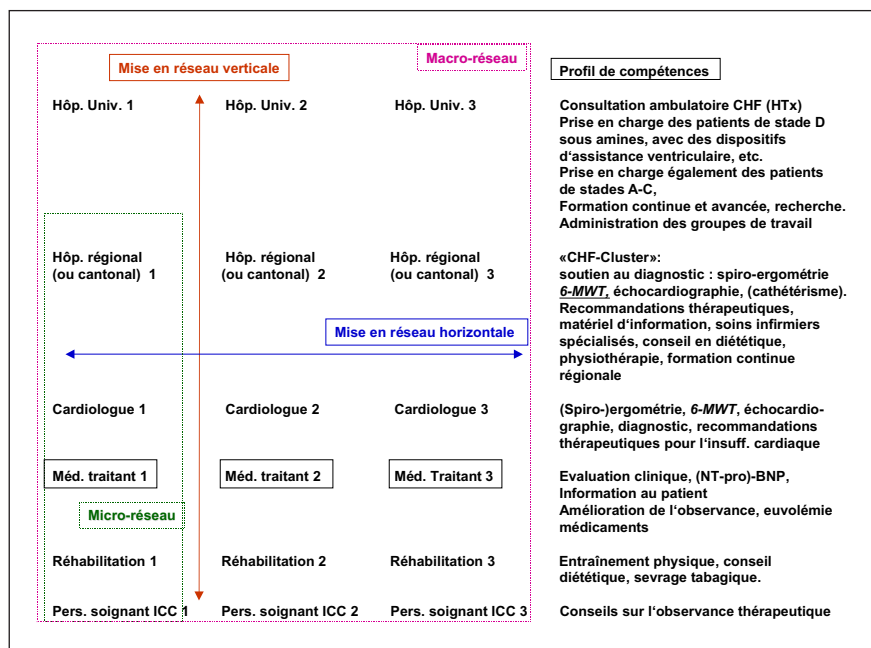 Macro-réseau
Mise en réseau verticale
Profil de compétences
Hôp. Univ. 1
Hôp. Univ. 2
Hôp. Univ. 3
Consultation ambulatoire CHF (HTx)
Prise en charge des patients de stade D
sous amines, avec des dispositifs
d'assistance ventriculaire, etc.
Prise en charge également des patients
de stades A-C,
Formation continue et avancée, recherche.
Administration des groupes de travail
Hôp. régional
(ou cantonal) 1
Hôp. régional
(ou cantonal) 2
Hôp. régional
(ou cantonal) 3
«CHF-Cluster»:
soutien au diagnostic : spiro-ergométrie
6-MWT, échocardiographie, (cathétérisme).
Recommandations thérapeutiques,
matériel d'information, soins infirmiers
spécialisés, conseil en diététique,
physiothérapie, formation continue
régionale
Mise en réseau horizontale
Cardiologue 1
Cardiologue 2
Cardiologue 3
(Spiro-)ergométrie, 6-MWT, échocardio-
graphie, diagnostic, recommandations
thérapeutiques pour l'insuff. cardiaque
Méd. traitant 1
Méd. traitant 2
Méd. Traitant 3
Evaluation clinique, (NT-pro)-BNP,
Information au patient
Amélioration de l'observance, euvolémie
médicaments
Micro-réseau
Réhabilitation 1
Réhabilitation 2
Réhabilitation 3
Entraînement physique, conseil
diététique, sevrage tabagique.
Pers. soignant ICC 1
Pers. soignant ICC 2
Pers. soignant ICC 3
Conseils sur l'observance thérapeutique